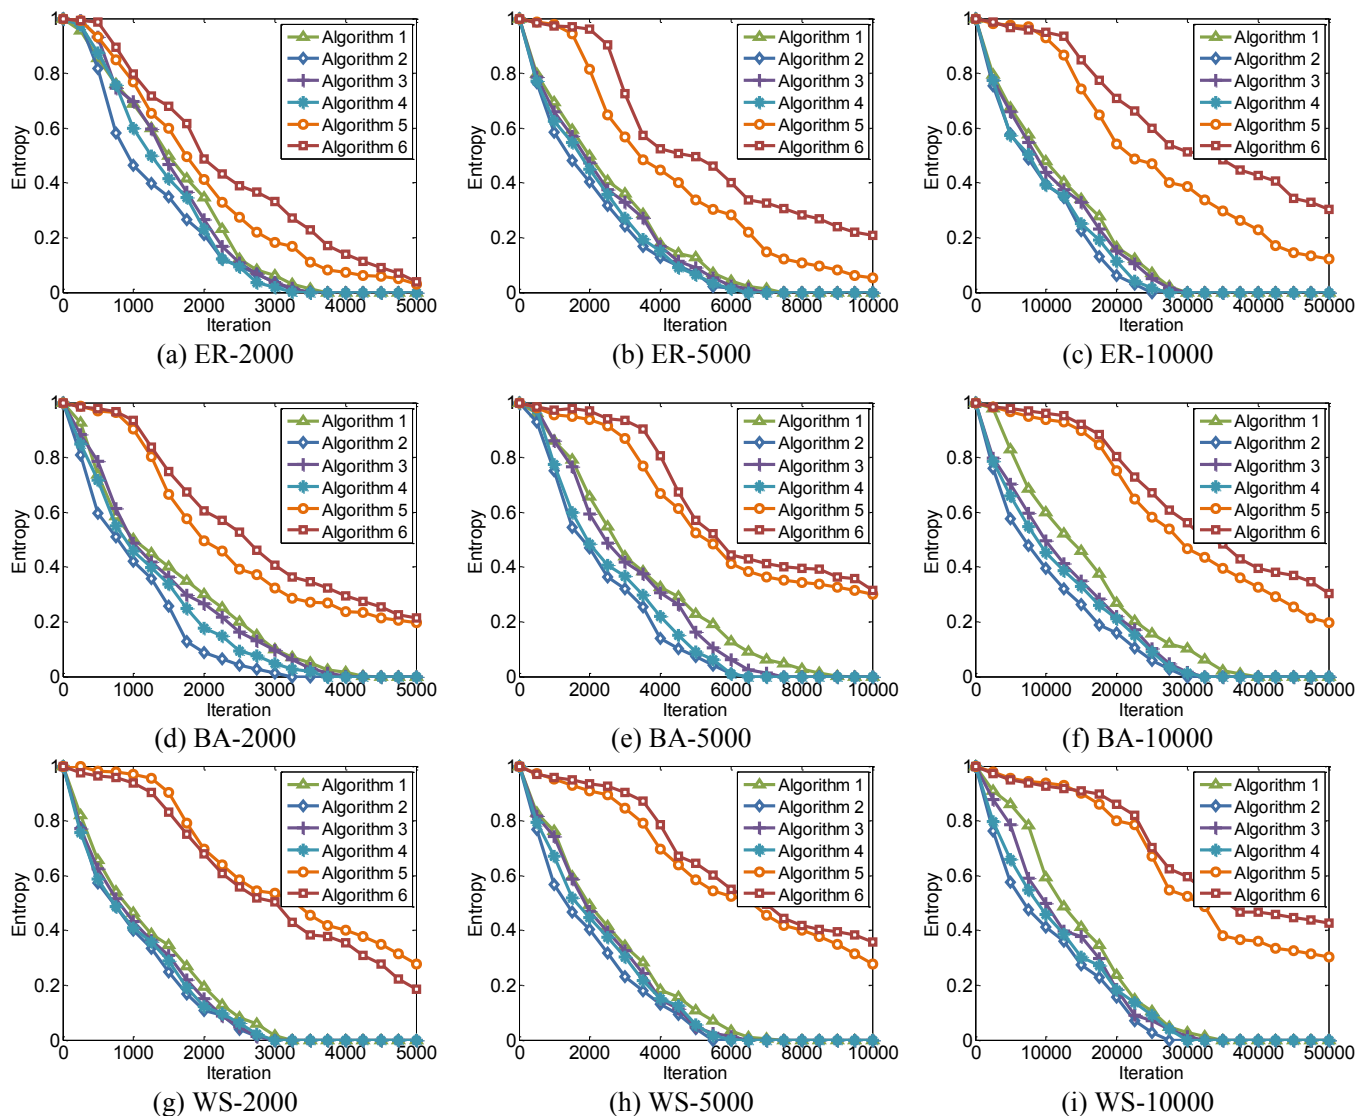 1
0.8
0.6
0.4
0.2
0
Entropy
0 1000 2000 3000 4000 5000
Iteration
Algorithm 1
Algorithm 2
Algorithm 3
Algorithm 4
Algorithm 5
Algorithm 6
(a) ER-2000
1
0.8
0.6
0.4
0.2
0
Entropy
0 2000 4000 6000 8000 10000
Iteration
Algorithm 1
Algorithm 2
Algorithm 3
Algorithm 4
Algorithm 5
Algorithm 6
(b) ER-5000
1
0.8
0.6
0.4
0.2
0
Entropy
0 10000 20000 30000 40000 50000
Iteration
Algorithm 1
Algorithm 2
Algorithm 3
Algorithm 4
Algorithm 5
Algorithm 6
(c) ER-10000
1
0.8
0.6
0.4
0.2
0
Entropy
0 1000 2000 3000 4000 5000
Iteration
Algorithm 1
Algorithm 2
Algorithm 3
Algorithm 4
Algorithm 5
Algorithm 6
(d) BA-2000
1
0.8
0.6
0.4
0.2
0
Entropy
0 2000 4000 6000 8000 10000
Iteration
Algorithm 1
Algorithm 2
Algorithm 3
Algorithm 4
Algorithm 5
Algorithm 6
(e) BA-5000
1
0.8
0.6
0.4
0.2
0
Entropy
0 10000 20000 30000 40000 50000
Iteration
Algorithm 1
Algorithm 2
Algorithm 3
Algorithm 4
Algorithm 5
Algorithm 6
(f) BA-10000
1
0.8
0.6
0.4
0.2
0
Entropy
0 1000 2000 3000 4000 5000
Iteration
Algorithm 1
Algorithm 2
Algorithm 3
Algorithm 4
Algorithm 5
Algorithm 6
(g) WS-2000
1
0.8
0.6
0.4
0.2
0
Entropy
0 2000 4000 6000 8000 10000
Iteration
Algorithm 1
Algorithm 2
Algorithm 3
Algorithm 4
Algorithm 5
Algorithm 6
(h) WS-5000
1
0.8
0.6
0.4
0.2
0
Entropy
0 10000 20000 30000 40000 50000
Iteration
Algorithm 1
Algorithm 2
Algorithm 3
Algorithm 4
Algorithm 5
Algorithm 6
(i) WS-10000